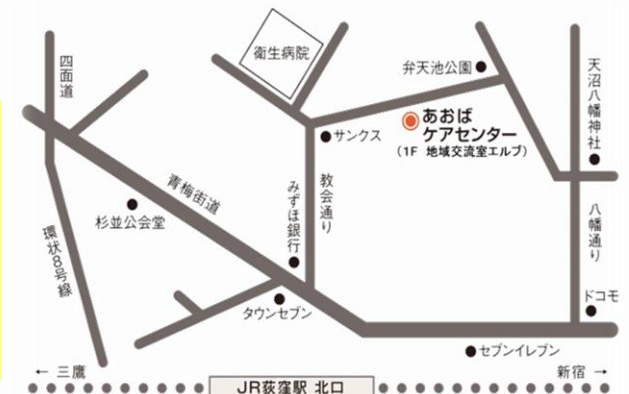 四面道
衛生病院
弁天池公園
天沼八幡神社
あおば
ケアセンター
（1F 地域交流室エルブ）
サンクス
教会通り
みずほ銀行
青梅街道
杉並公会堂
環状8号線
八幡通り
タウンセブン
ドコモ
セブンイレブン
← 三鷹
新宿 →
JR荻窪駅 北口